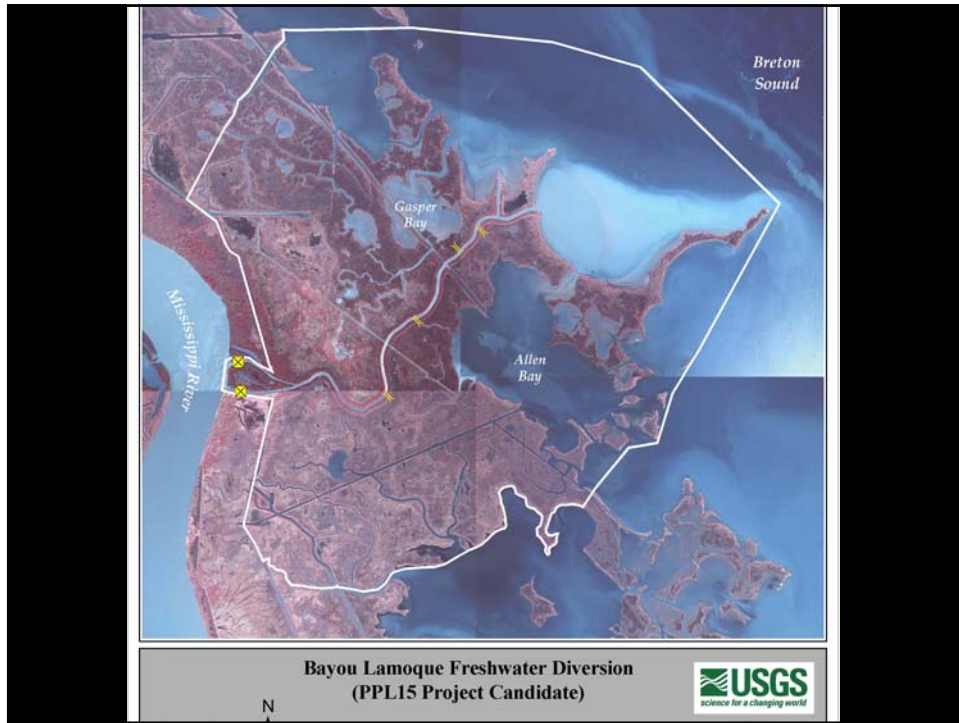 Breton
Sound
Gasper
Bay
Mississippi River
Allen
Bay
Bayou Lamoque Freshwater Diversion
(PPL15 Project Candidate)
N
USGS
science for a changing world